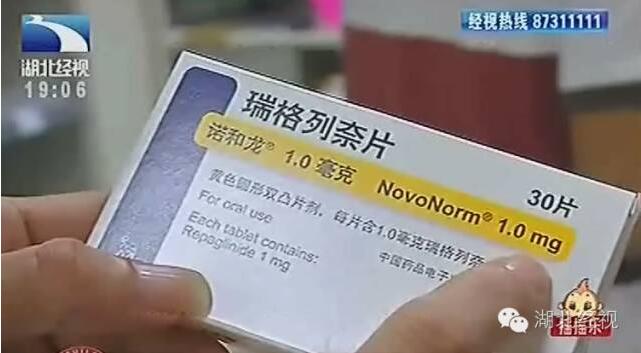 湖北经视
19:06
经视热线 87311111
瑞格列奈片
诺和龙® 1.0 毫克 NovoNorm® 1.0 mg
30片
黄色圆形双凸片剂，每片含1.0毫克瑞格列奈
For oral use
Each tablet contains:
Repaglinide 1 mg
中国药品电子
摇摇乐
湖北经视